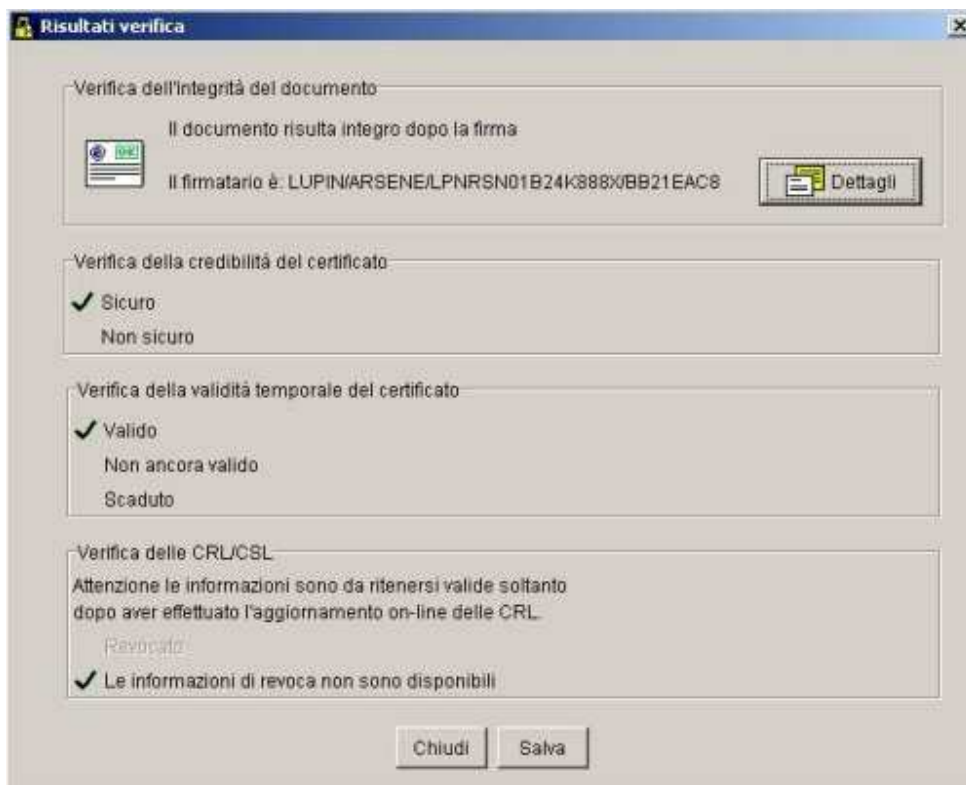 Risultati verifica
Verifica dell'integrità del documento
Il documento risulta integro dopo la firma
Il firmatario è: LUPIN/ARSENE/LPNRSN01B24K888X/BB21EAC8
Dettagli
Verifica della credibilità del certificato
Sicuro
Non sicuro
Verifica della validità temporale del certificato
Valido
Non ancora valido
Scaduto
Verifica delle CRL/CSL
Attenzione le informazioni sono da ritenersi valide soltanto
dopo aver effettuato l'aggiornamento on-line delle CRL.
Revocato
Le informazioni di revoca non sono disponibili
Chiudi
Salva